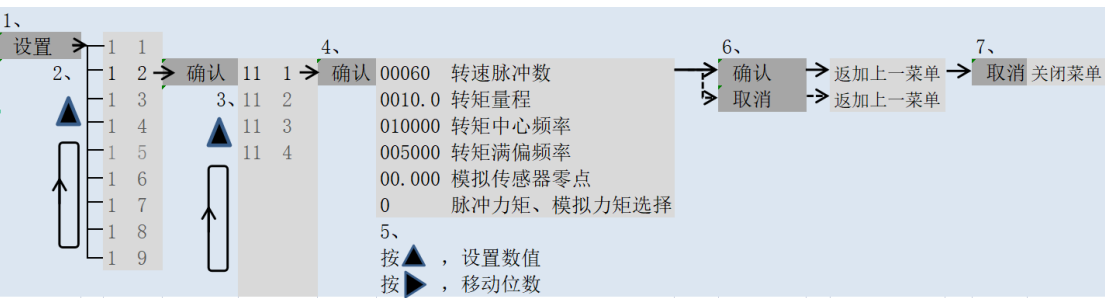 1、
设置 1 1
2、 1 2 确认 11 1 4、 确认 00060 转速脉冲数 6、 确认 返加上一菜单 7、 取消 关闭菜单
1 3 3、 11 2 0010.0 转矩量程 取消 返加上一菜单
1 4 11 3 010000 转矩中心频率
1 5 11 4 005000 转矩满偏频率
1 6 00.000 模拟传感器零点
1 7 0 脉冲力矩、模拟力矩选择
1 8 5、
1 9 按▲ ，设置数值
按▶ ，移动位数